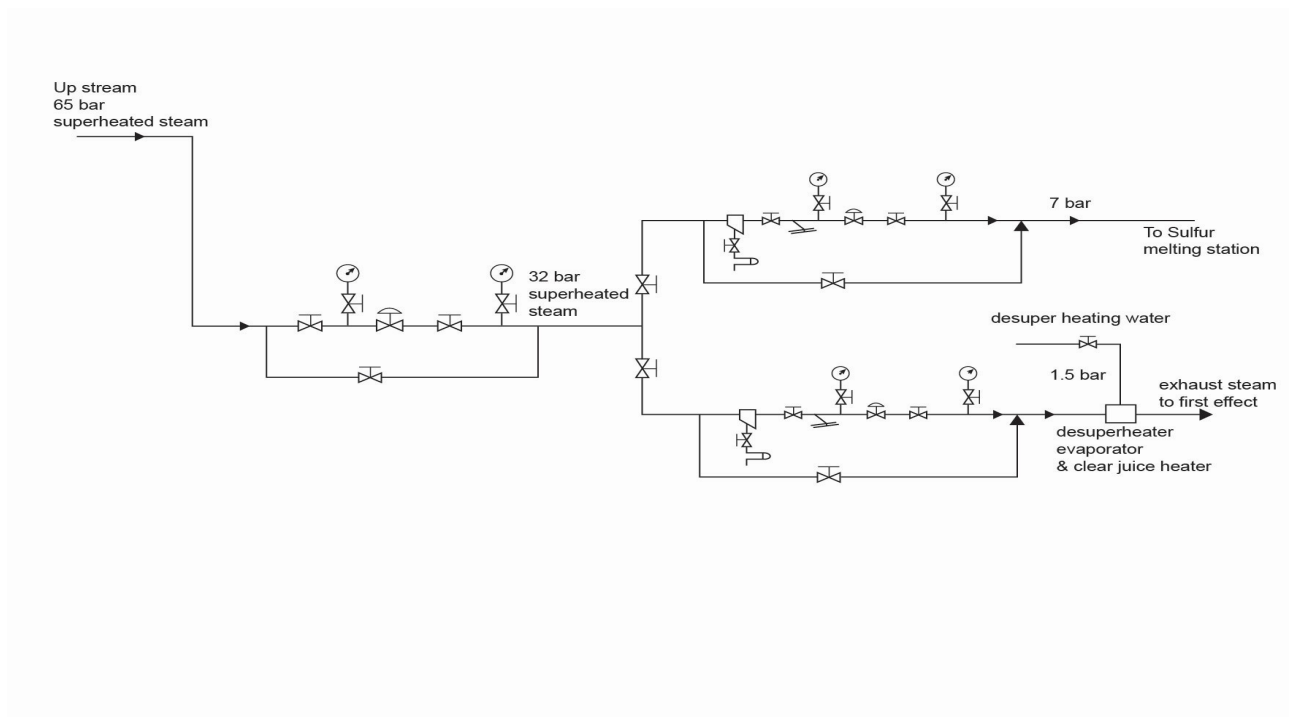 Up stream
65 bar
superheated steam
32 bar
superheated
steam
7 bar
To Sulfur
melting station
desuper heating water
1.5 bar
exhaust steam
to first effect
desuperheater
evaporator
& clear juice heater